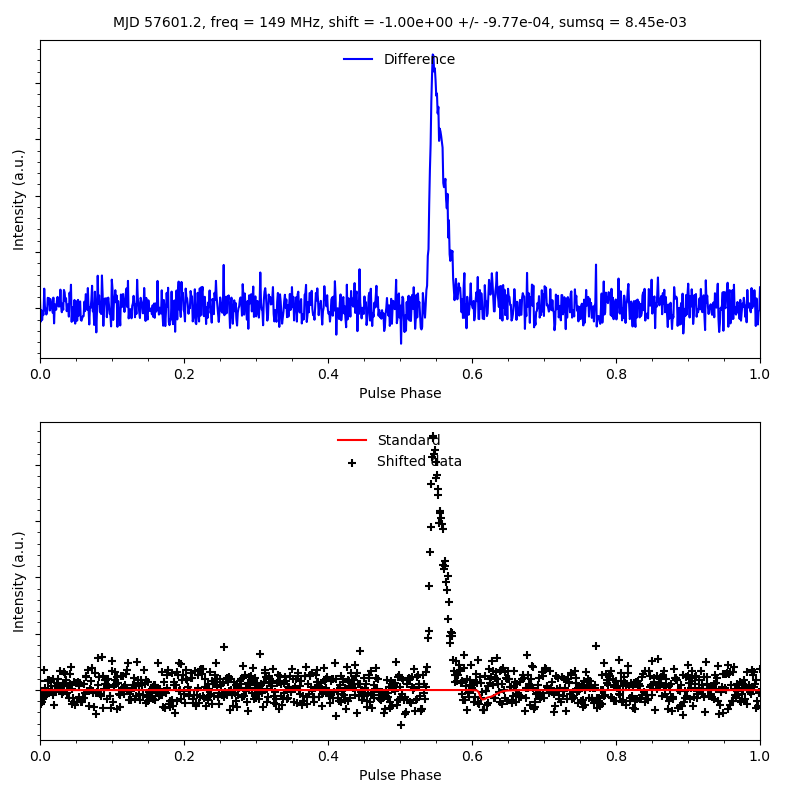 MJD 57601.2, freq = 149 MHz, shift = -1.00e+00 +/- -9.77e-04, sumsq = 8.45e-03
Difference
Intensity (a.u.)
0.0 0.2 0.4 0.6 0.8 1.0
Pulse Phase
Standard
Shifted data
Intensity (a.u.)
0.0 0.2 0.4 0.6 0.8 1.0
Pulse Phase